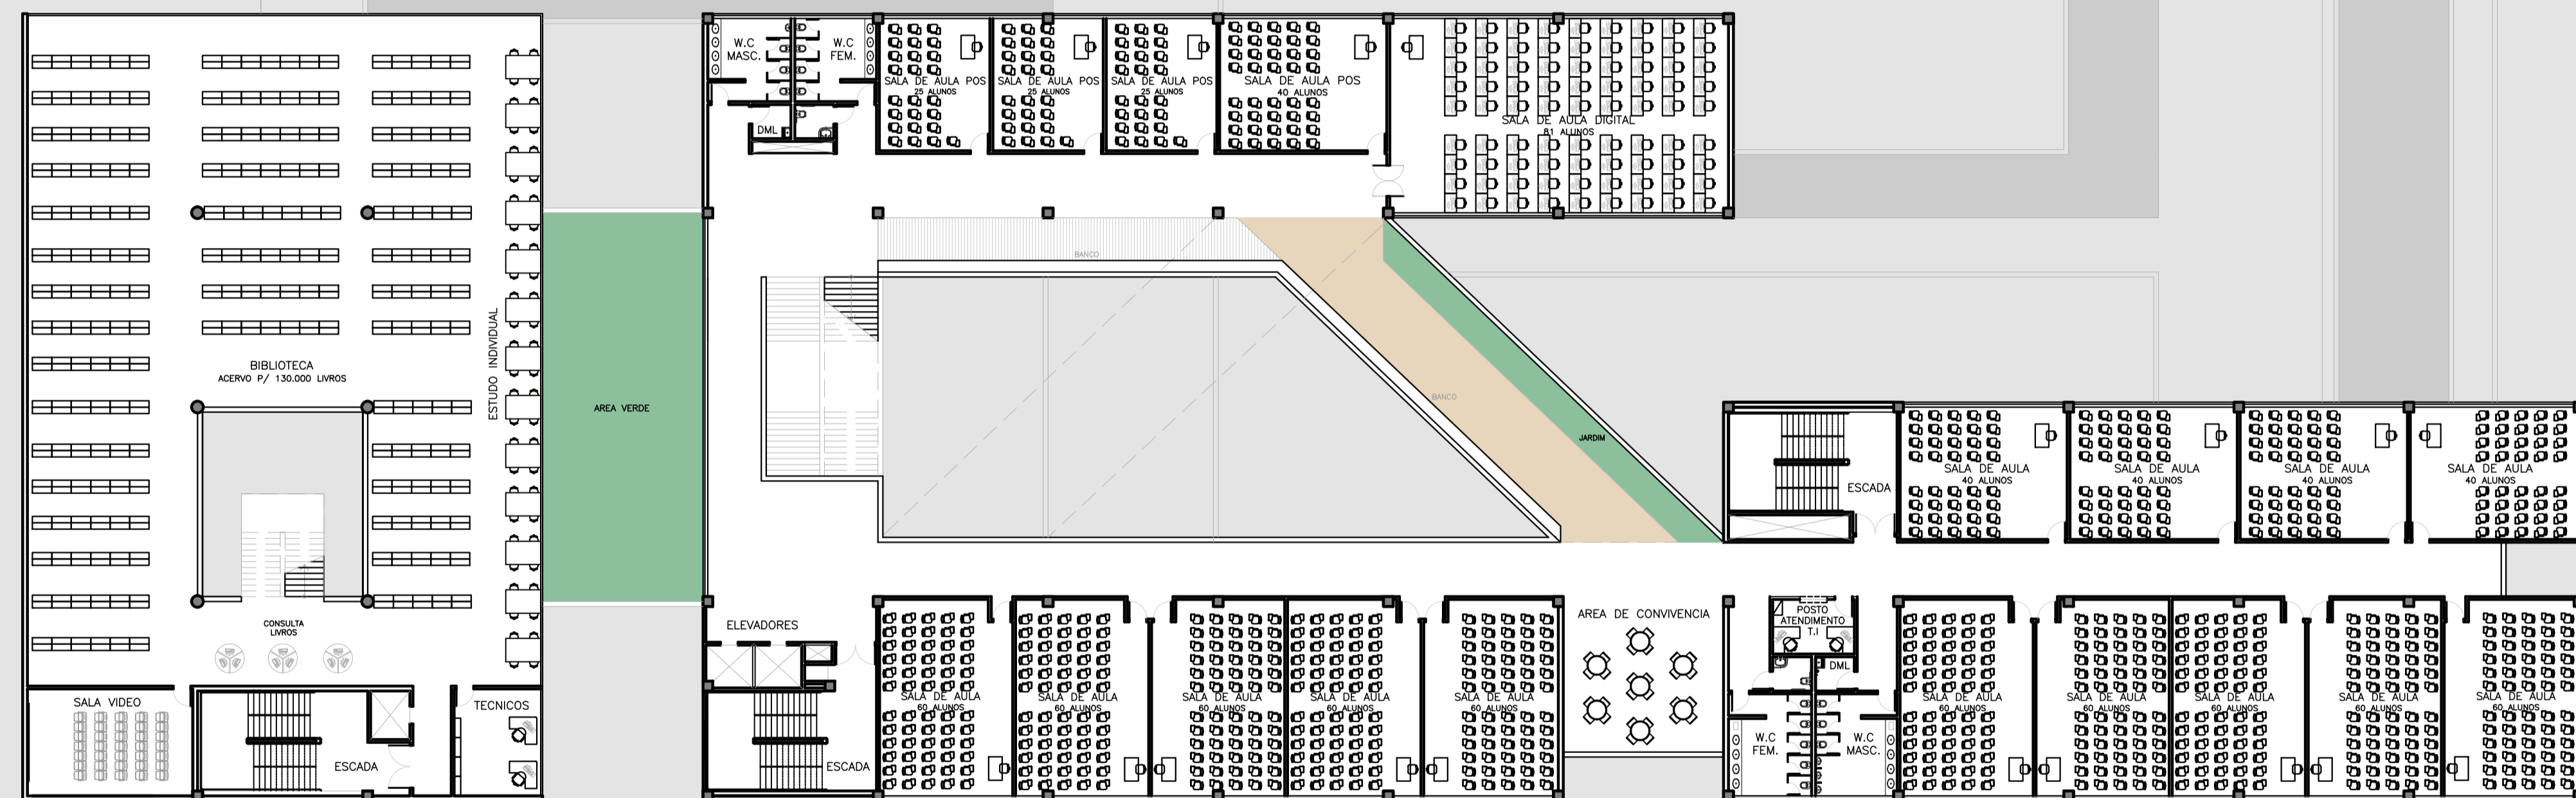 W.C
MASC.
W.C
FEM.
DML
SALA DE AULA POS
25 ALUNOS
SALA DE AULA POS
25 ALUNOS
SALA DE AULA POS
25 ALUNOS
SALA DE AULA POS
40 ALUNOS
SALA DE AULA DIGITAL
81 ALUNOS
BANCO
BIBLIOTECA
ACERVO P/ 130.000 LIVROS
ESTUDO INDIVIDUAL
AREA VERDE
BANCO
JARDIM
ESCADA
SALA DE AULA
40 ALUNOS
SALA DE AULA
40 ALUNOS
SALA DE AULA
40 ALUNOS
SALA DE AULA
40 ALUNOS
CONSULTA
LIVROS
ELEVADORES
AREA DE CONVIVENCIA
POSTO
ATENDIMENTO
T.I
DML
SALA VIDEO
ESCADA
TECNICOS
ESCADA
SALA DE AULA
60 ALUNOS
SALA DE AULA
60 ALUNOS
SALA DE AULA
60 ALUNOS
SALA DE AULA
60 ALUNOS
SALA DE AULA
60 ALUNOS
W.C
FEM.
W.C
MASC.
SALA DE AULA
60 ALUNOS
SALA DE AULA
60 ALUNOS
SALA DE AULA
60 ALUNOS
SALA DE AULA
60 ALUNOS
SALA DE AULA
60 ALUNOS